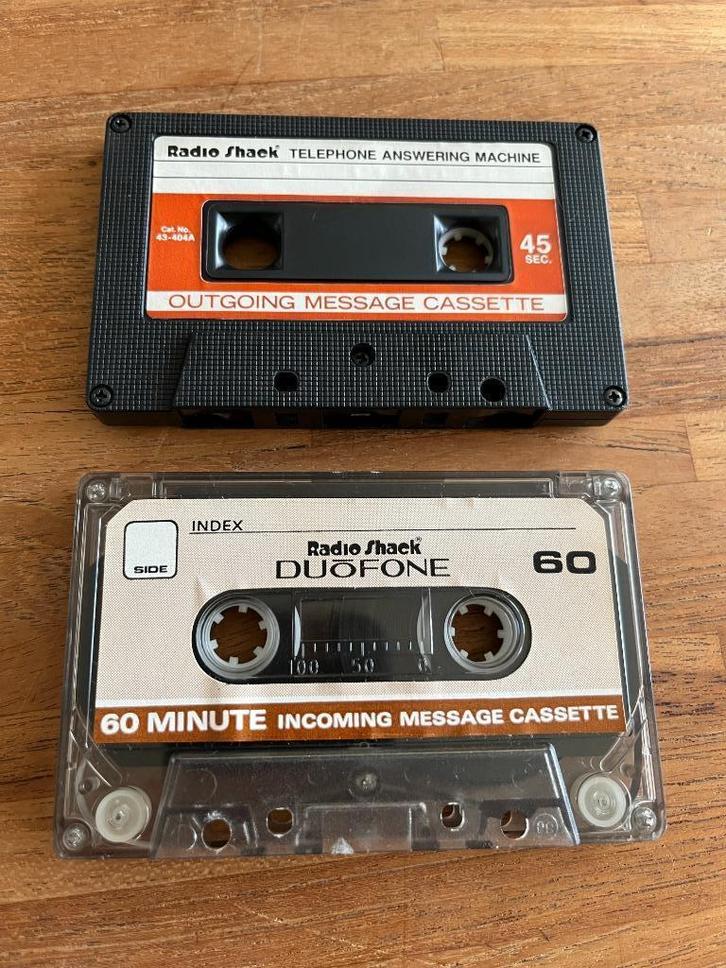 Radio Shack® TELEPHONE ANSWERING MACHINE
Cat. No.
43-404A
45
SEC.
OUTGOING MESSAGE CASSETTE
INDEX
SIDE
Radio Shack®
DUōFONE
60
100 50 0
60 MINUTE INCOMING MESSAGE CASSETTE